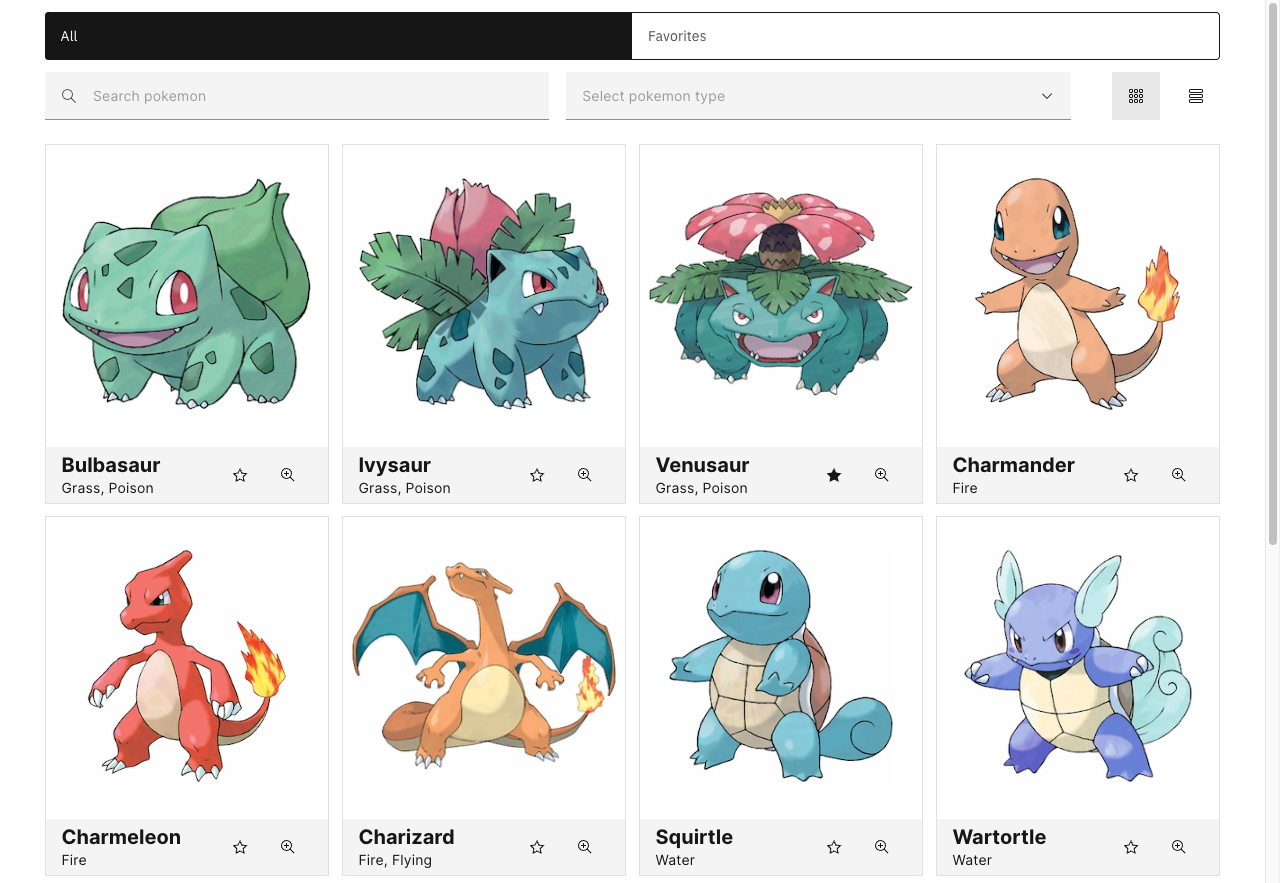 All
Favorites
Search pokemon
Select pokemon type
Bulbasaur
Grass, Poison
Ivysaur
Grass, Poison
Venusaur
Grass, Poison
Charmander
Fire
Charmeleon
Fire
Charizard
Fire, Flying
Squirtle
Water
Wartortle
Water